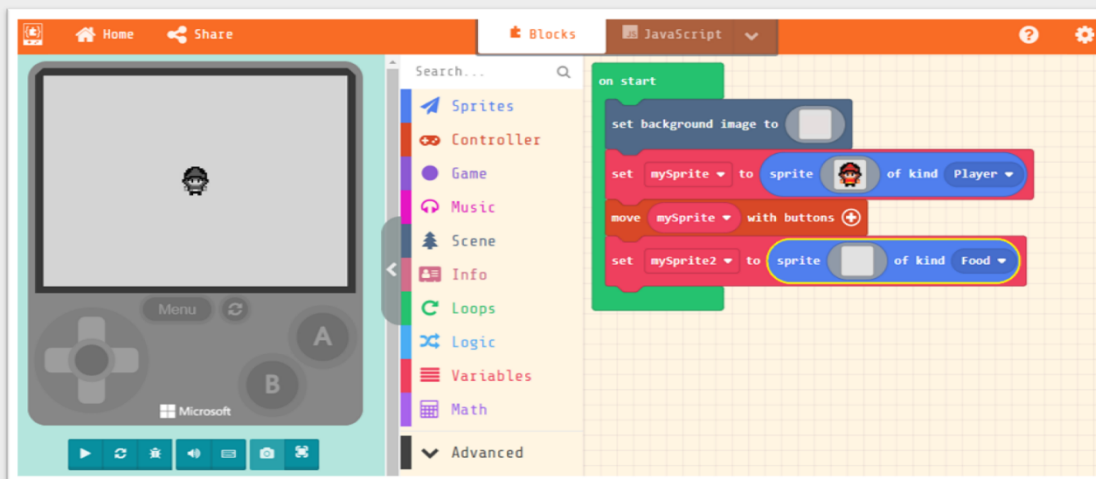 Home Share Blocks JavaScript
Search...
Sprites
Controller
Game
Music
Scene
Info
Loops
Logic
Variables
Math
Advanced
Menu
A
B
Microsoft
on start
set background image to
set mySprite to sprite of kind Player
move mySprite with buttons
set mySprite2 to sprite of kind Food